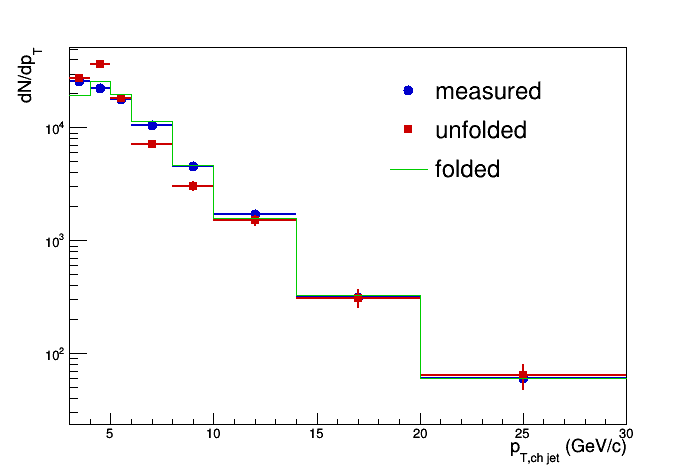 dN/dp_T
measured
unfolded
folded
10^4
10^3
10^2
5 10 15 20 25 30
p_T,ch jet (GeV/c)